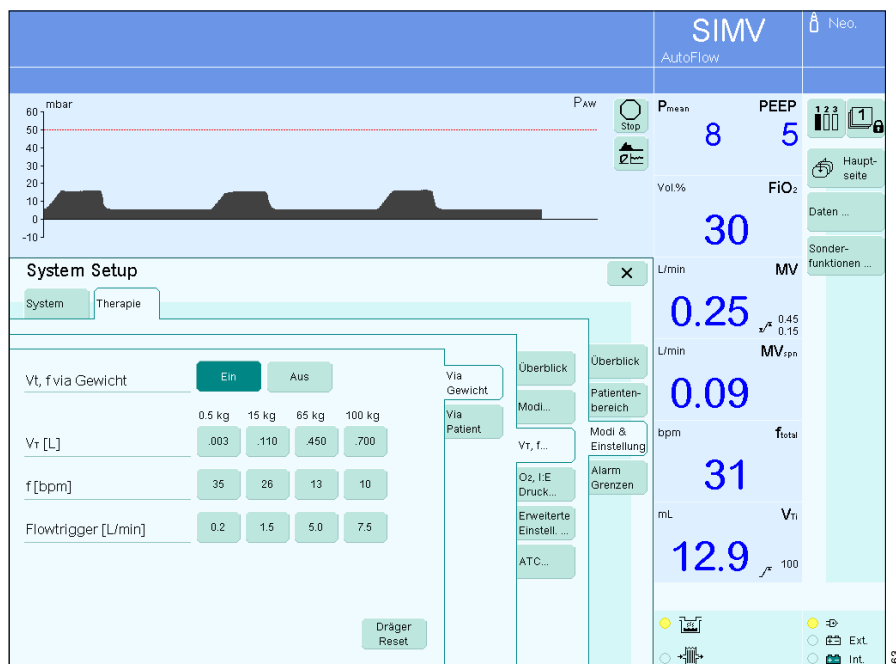 SIMV
AutoFlow
Neo.
mbar
PAW
60
50
40
30
20
10
0
-10
Stop
Pmean
PEEP
8
5
Vol.%
FiO2
30
L/min
MV
0.25
0.45
0.15
L/min
MVspn
0.09
bpm
ftotal
31
mL
VTi
12.9
100
1 2 3
1
Haupt-
seite
Daten ...
Sonder-
funktionen ...
System Setup
System
Therapie
Vt, f via Gewicht
Ein
Aus
0.5 kg 15 kg 65 kg 100 kg
VT [L]
.003 .110 .450 .700
f [bpm]
35 26 13 10
Flowtrigger [L/min]
0.2 1.5 5.0 7.5
Dräger
Reset
Via
Gewicht
Via
Patient
Überblick
Modi...
VT, f...
O2, I:E
Druck...
Erweiterte
Einstell. ...
ATC...
Überblick
Patienten-
bereich
Modi &
Einstellung
Alarm
Grenzen
Ext.
Int.